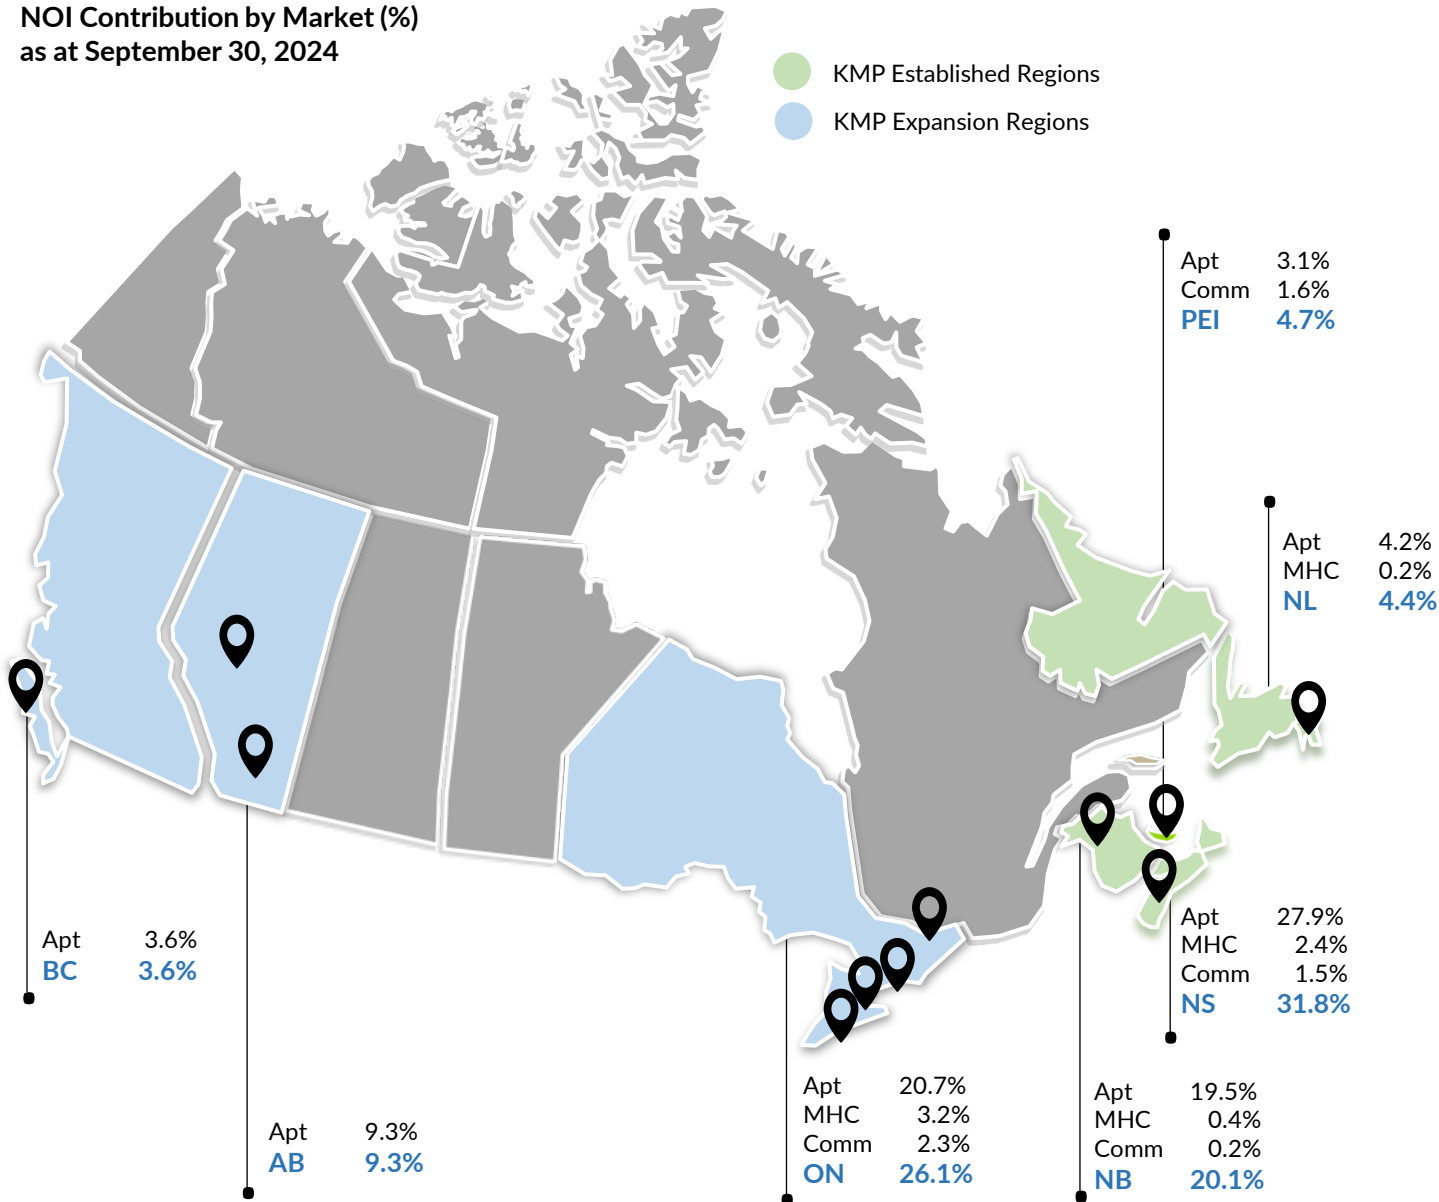 NOI Contribution by Market (%)
as at September 30, 2024
KMP Established Regions
KMP Expansion Regions
Apt 3.1%
Comm 1.6%
PEI 4.7%
Apt 4.2%
MHC 0.2%
NL 4.4%
Apt 27.9%
MHC 2.4%
Comm 1.5%
NS 31.8%
Apt 3.6%
BC 3.6%
Apt 9.3%
AB 9.3%
Apt 20.7%
MHC 3.2%
Comm 2.3%
ON 26.1%
Apt 19.5%
MHC 0.4%
Comm 0.2%
NB 20.1%